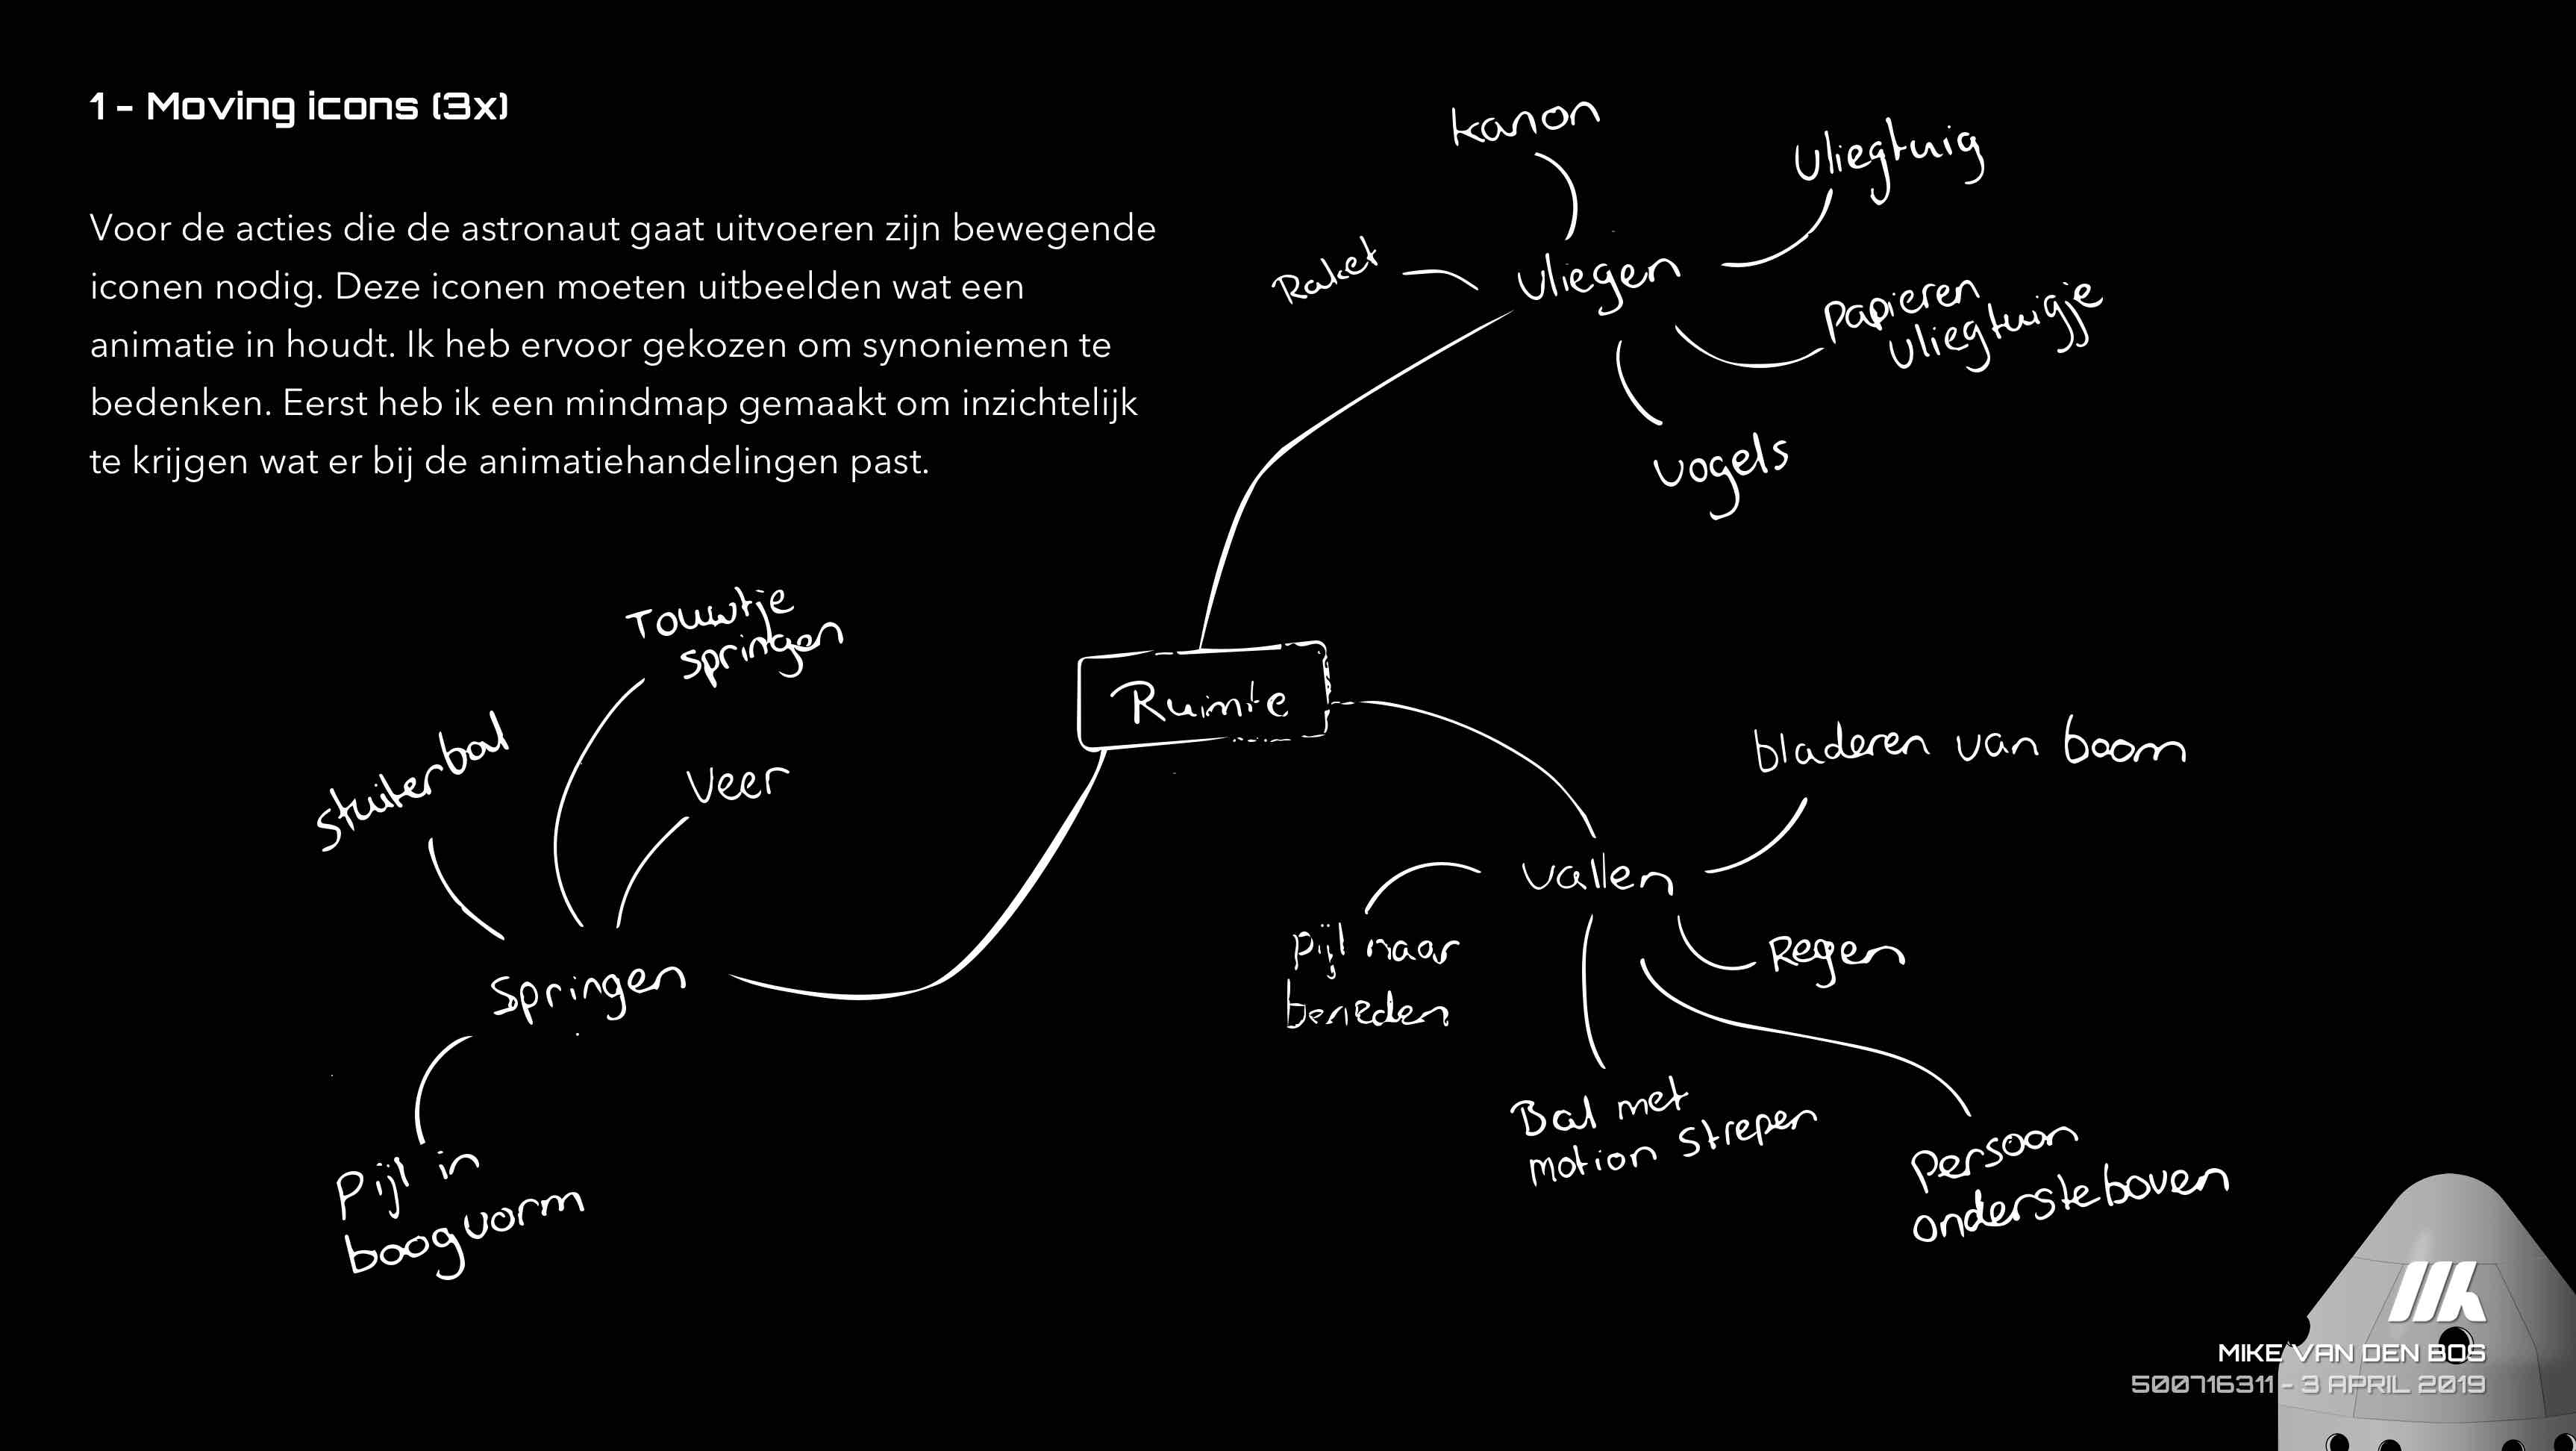 1 - Moving icons (3x)
Voor de acties die de astronaut gaat uitvoeren zijn bewegende
iconen nodig. Deze iconen moeten uitbeelden wat een
animatie in houdt. Ik heb ervoor gekozen om synoniemen te
bedenken. Eerst heb ik een mindmap gemaakt om inzichtelijk
te krijgen wat er bij de animatiehandelingen past.
kanon
Vliegtuig
Raket
vliegen
Papieren
vliegtuigje
vogels
Touwtje
springen
Ruimte
stuiterbal
Veer
bladeren van boom
vallen
Pijl naar
beneden
Regen
Springen
Bal met
motion strepen
Persoon
ondersteboven
Pijl in
boogvorm
MIKE VAN DEN BOS
500716311 - 3 APRIL 2019